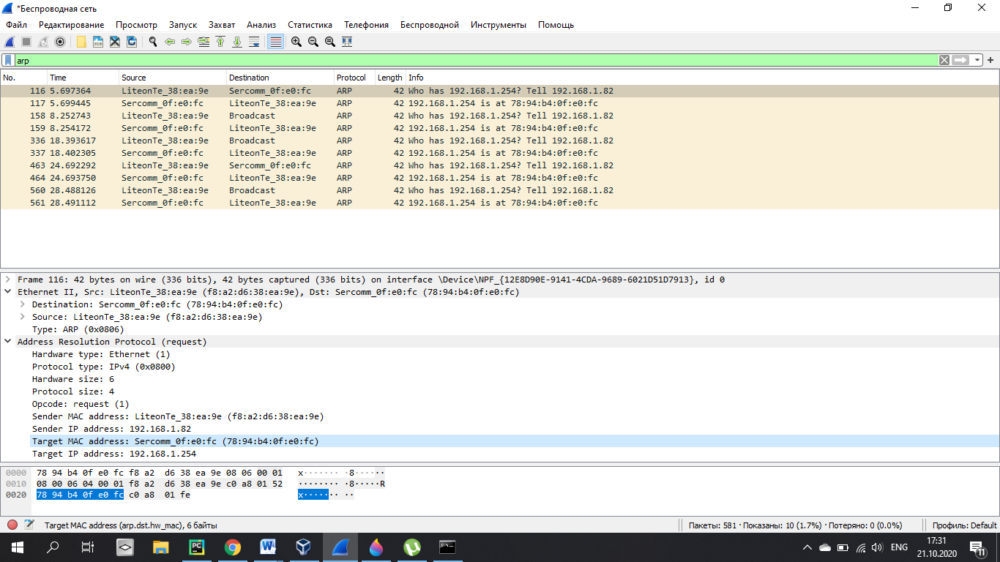 *Беспроводная сеть
Файл Редактирование Просмотр Запуск Захват Анализ Статистика Телефония Беспроводной Инструменты Помощь
arp
No. Time Source Destination Protocol Length Info
116 5.697364 LiteonTe_38:ea:9e Sercomm_0f:e0:fc ARP 42 Who has 192.168.1.254? Tell 192.168.1.82
117 5.699445 Sercomm_0f:e0:fc LiteonTe_38:ea:9e ARP 42 192.168.1.254 is at 78:94:b4:0f:e0:fc
158 8.252743 LiteonTe_38:ea:9e Broadcast ARP 42 Who has 192.168.1.254? Tell 192.168.1.82
159 8.254172 Sercomm_0f:e0:fc LiteonTe_38:ea:9e ARP 42 192.168.1.254 is at 78:94:b4:0f:e0:fc
336 18.393617 LiteonTe_38:ea:9e Broadcast ARP 42 Who has 192.168.1.254? Tell 192.168.1.82
337 18.402305 Sercomm_0f:e0:fc LiteonTe_38:ea:9e ARP 42 192.168.1.254 is at 78:94:b4:0f:e0:fc
463 24.692292 LiteonTe_38:ea:9e Sercomm_0f:e0:fc ARP 42 Who has 192.168.1.254? Tell 192.168.1.82
464 24.693750 Sercomm_0f:e0:fc LiteonTe_38:ea:9e ARP 42 192.168.1.254 is at 78:94:b4:0f:e0:fc
560 28.488126 LiteonTe_38:ea:9e Broadcast ARP 42 Who has 192.168.1.254? Tell 192.168.1.82
561 28.491112 Sercomm_0f:e0:fc LiteonTe_38:ea:9e ARP 42 192.168.1.254 is at 78:94:b4:0f:e0:fc
Frame 116: 42 bytes on wire (336 bits), 42 bytes captured (336 bits) on interface \Device\NPF_{12E8D90E-9141-4CDA-9689-6021D51D7913}, id 0
Ethernet II, Src: LiteonTe_38:ea:9e (f8:a2:d6:38:ea:9e), Dst: Sercomm_0f:e0:fc (78:94:b4:0f:e0:fc)
Destination: Sercomm_0f:e0:fc (78:94:b4:0f:e0:fc)
Source: LiteonTe_38:ea:9e (f8:a2:d6:38:ea:9e)
Type: ARP (0x0806)
Address Resolution Protocol (request)
Hardware type: Ethernet (1)
Protocol type: IPv4 (0x0800)
Hardware size: 6
Protocol size: 4
Opcode: request (1)
Sender MAC address: LiteonTe_38:ea:9e (f8:a2:d6:38:ea:9e)
Sender IP address: 192.168.1.82
Target MAC address: Sercomm_0f:e0:fc (78:94:b4:0f:e0:fc)
Target IP address: 192.168.1.254
0000 78 94 b4 0f e0 fc f8 a2 d6 38 ea 9e 08 06 00 01 x······· ·8······
0010 08 00 06 04 00 01 f8 a2 d6 38 ea 9e c0 a8 01 52 ········ ·8·····R
0020 78 94 b4 0f e0 fc c0 a8 01 fe x······· ··
Target MAC address (arp.dst.hw_mac), 6 байты Пакеты: 581 · Показаны: 10 (1.7%) · Потеряно: 0 (0.0%) Профиль: Default
ENG 17:31
21.10.2020
11